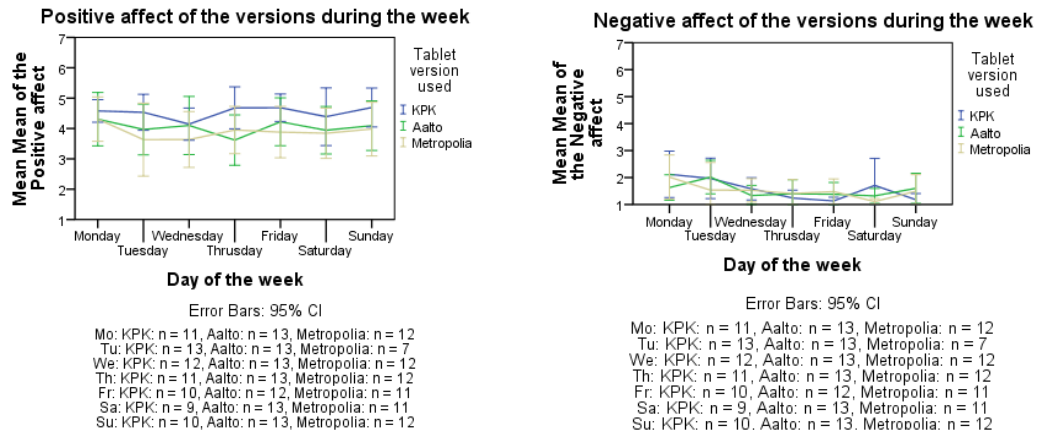 Positive affect of the versions during the week
Mean Mean of the
Positive affect
7
6
5
4
3
2
1
Tablet
version
used
KPK
Aalto
Metropolia
Monday
Tuesday
Wednesday
Thrusday
Friday
Saturday
Sunday
Day of the week
Error Bars: 95% CI
Mo: KPK: n = 11, Aalto: n = 13, Metropolia: n = 12
Tu: KPK: n = 13, Aalto: n = 13, Metropolia: n = 7
We: KPK: n = 12, Aalto: n = 13, Metropolia: n = 12
Th: KPK: n = 11, Aalto: n = 13, Metropolia: n = 12
Fr: KPK: n = 10, Aalto: n = 12, Metropolia: n = 11
Sa: KPK: n = 9, Aalto: n = 13, Metropolia: n = 11
Su: KPK: n = 10, Aalto: n = 13, Metropolia: n = 12
Negative affect of the versions during the week
Mean Mean of
the Negative
affect
7
6
5
4
3
2
1
Tablet
version
used
KPK
Aalto
Metropolia
Monday
Tuesday
Wednesday
Thrusday
Friday
Saturday
Sunday
Day of the week
Error Bars: 95% CI
Mo: KPK: n = 11, Aalto: n = 13, Metropolia: n = 12
Tu: KPK: n = 13, Aalto: n = 13, Metropolia: n = 7
We: KPK: n = 12, Aalto: n = 13, Metropolia: n = 12
Th: KPK: n = 11, Aalto: n = 13, Metropolia: n = 12
Fr: KPK: n = 10, Aalto: n = 12, Metropolia: n = 11
Sa: KPK: n = 9, Aalto: n = 13, Metropolia: n = 11
Su: KPK: n = 10, Aalto: n = 13, Metropolia: n = 12